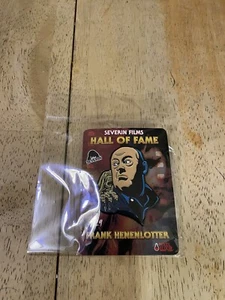 SEVERIN FILMS
HALL OF FAME
FRANK HENENLOTTER